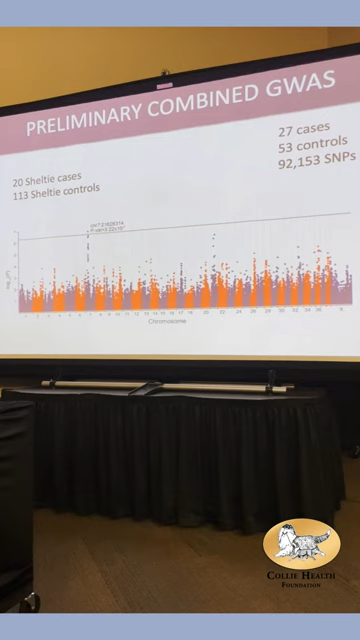 PRELIMINARY COMBINED GWAS
27 cases
53 controls
92,153 SNPs
20 Sheltie cases
113 Sheltie controls
Chromosome
COLLIE HEALTH
FOUNDATION